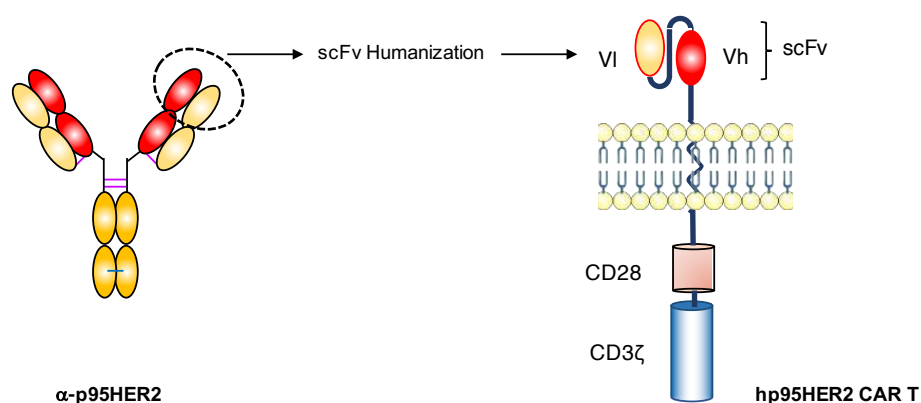 scFv Humanization
Vl
Vh
scFv
CD28
CD3ζ
α-p95HER2
hp95HER2 CAR T